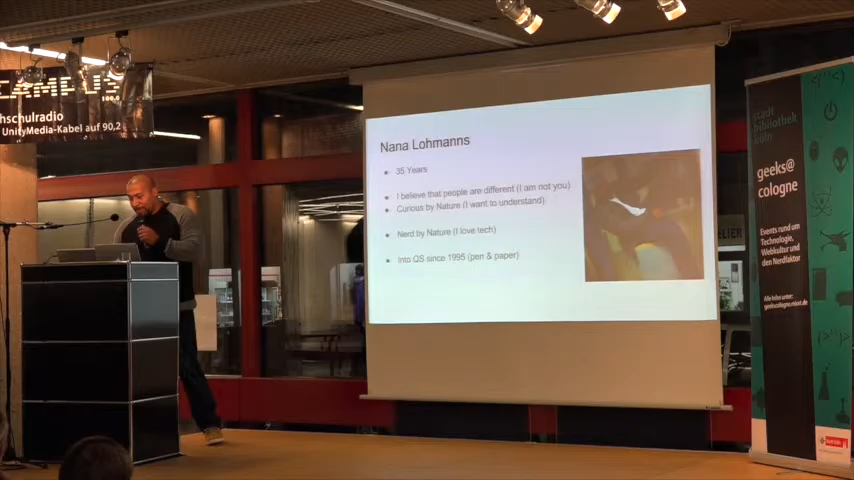 CAMPUS
100,0
hschulradio
UnityMedia-Kabel auf 90,2
Nana Lohmanns
35 Years
I believe that people are different (I am not you)
Curious by Nature (I want to understand)
Nerd by Nature (I love tech)
Into QS since 1995 (pen & paper)
stadt
bibliothek
köln
geeks@
cologne
Events rund um
Technologie,
Webkultur und
den Nerdfaktor